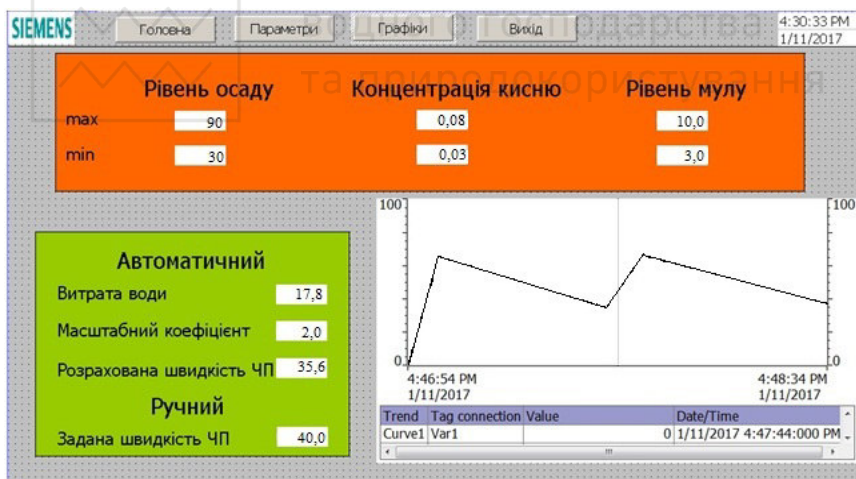 SIEMENS Головна Параметри Графіки Вихід 4:30:33 PM
1/11/2017
водного господарства
та природокористування
Рівень осаду Концентрація кисню Рівень мулу
max 90 0,08 10,0
min 30 0,03 3,0
100 100
0 0
4:46:54 PM 4:48:34 PM
1/11/2017 1/11/2017
Trend Tag connection Value Date/Time
Curve1 Var1 0 1/11/2017 4:47:44:000 PM
Автоматичний
Витрата води 17,8
Масштабний коефіцієнт 2,0
Розрахована швидкість ЧП 35,6
Ручний
Задана швидкість ЧП 40,0